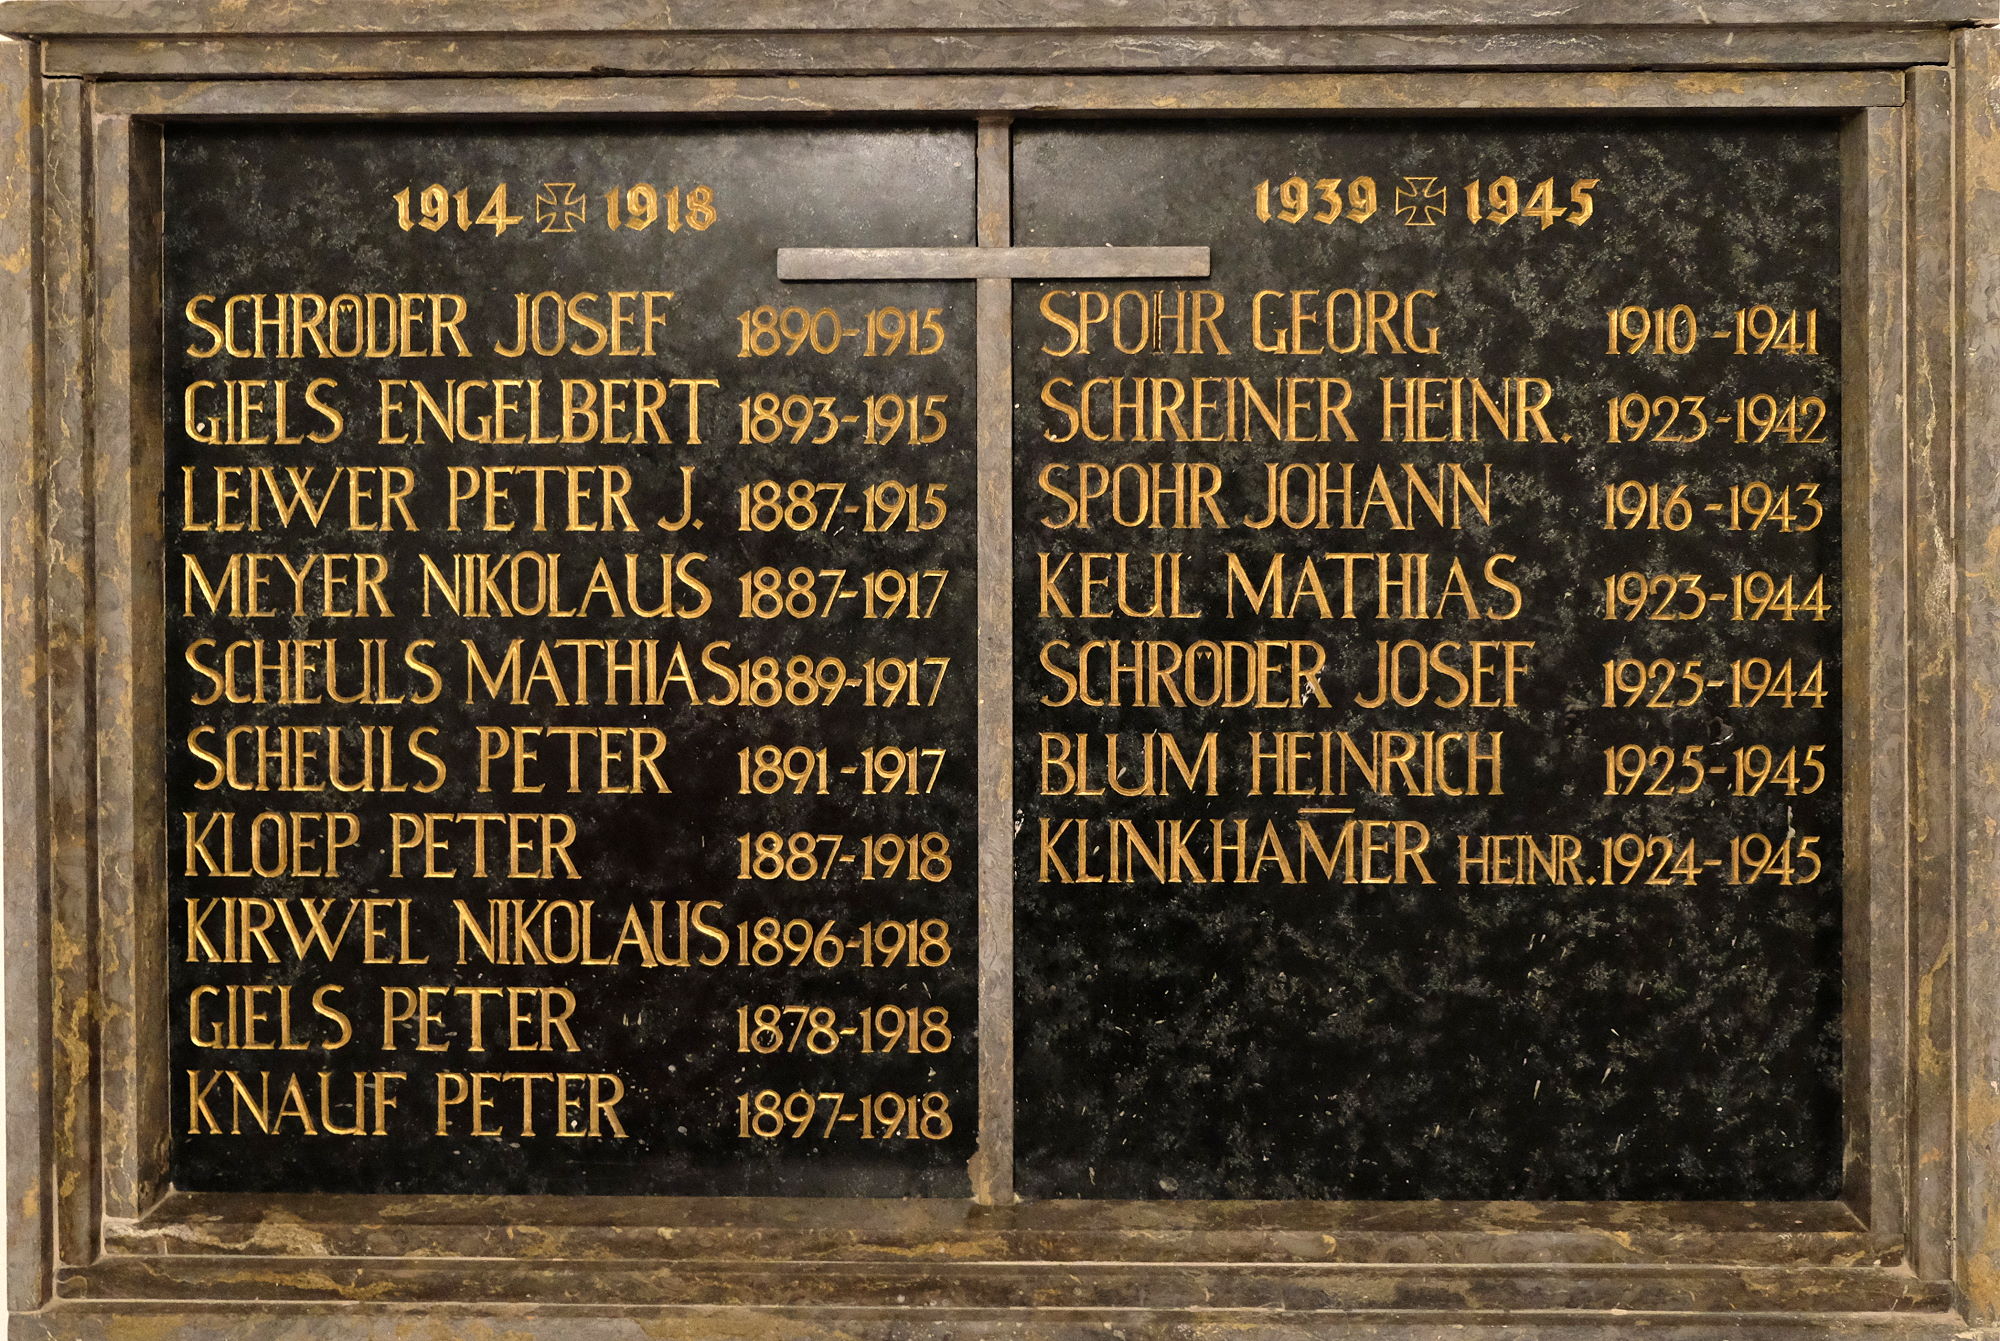 1914 ✠ 1918
SCHRÖDER JOSEF 1890-1915
GIELS ENGELBERT 1893-1915
LEIWER PETER J. 1887-1915
MEYER NIKOLAUS 1887-1917
SCHEULS MATHIAS 1889-1917
SCHEULS PETER 1891-1917
KLOEP PETER 1887-1918
KIRWEL NIKOLAUS 1896-1918
GIELS PETER 1878-1918
KNAUF PETER 1897-1918
1939 ✠ 1945
SPOHR GEORG 1910-1941
SCHREINER HEINR. 1923-1942
SPOHR JOHANN 1916-1943
KEUL MATHIAS 1923-1944
SCHRÖDER JOSEF 1925-1944
BLUM HEINRICH 1925-1945
KLINKHAM̅ER HEINR. 1924-1945